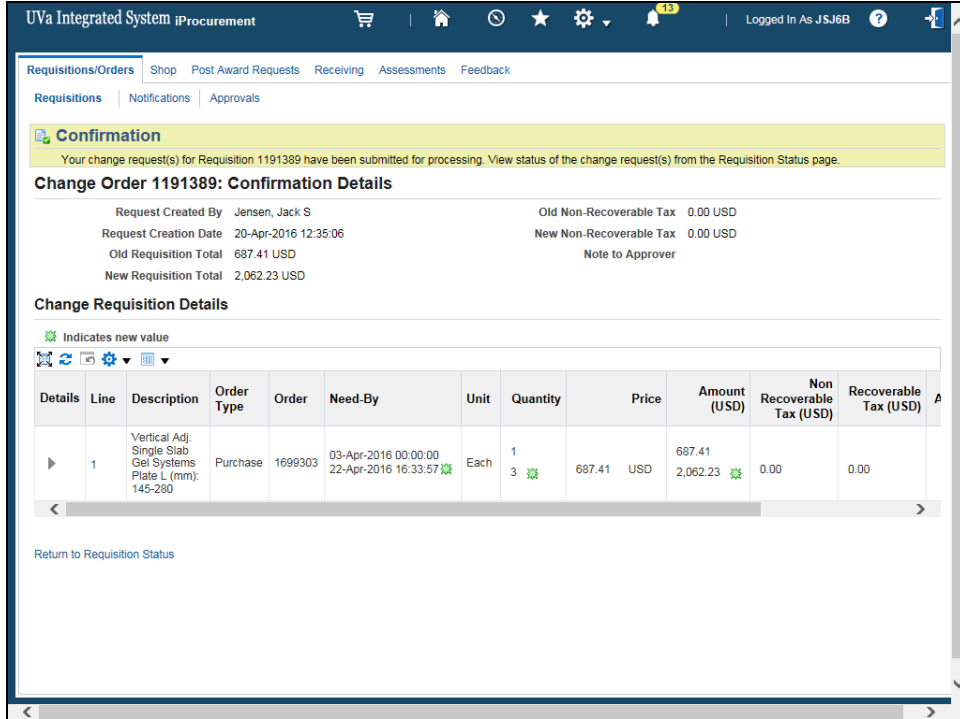 UVa Integrated System iProcurement
13
Logged In As JSJ6B
?
Requisitions/Orders Shop Post Award Requests Receiving Assessments Feedback
Requisitions Notifications Approvals
Confirmation
Your change request(s) for Requisition 1191389 have been submitted for processing. View status of the change request(s) from the Requisition Status page.
Change Order 1191389: Confirmation Details
Request Created By Jensen, Jack S Old Non-Recoverable Tax 0.00 USD
Request Creation Date 20-Apr-2016 12:35:06 New Non-Recoverable Tax 0.00 USD
Old Requisition Total 687.41 USD Note to Approver
New Requisition Total 2,062.23 USD
Change Requisition Details
Indicates new value
Details Line Description Order Type Order Need-By Unit Quantity Price Amount (USD) Non Recoverable Tax (USD) Recoverable Tax (USD) A
1
Vertical Adj.
Single Slab
Gel Systems
Plate L (mm):
145-280
Purchase 1699303
03-Apr-2016 00:00:00
22-Apr-2016 16:33:57
Each
1
3
687.41 USD
687.41
2,062.23
0.00 0.00
Return to Requisition Status